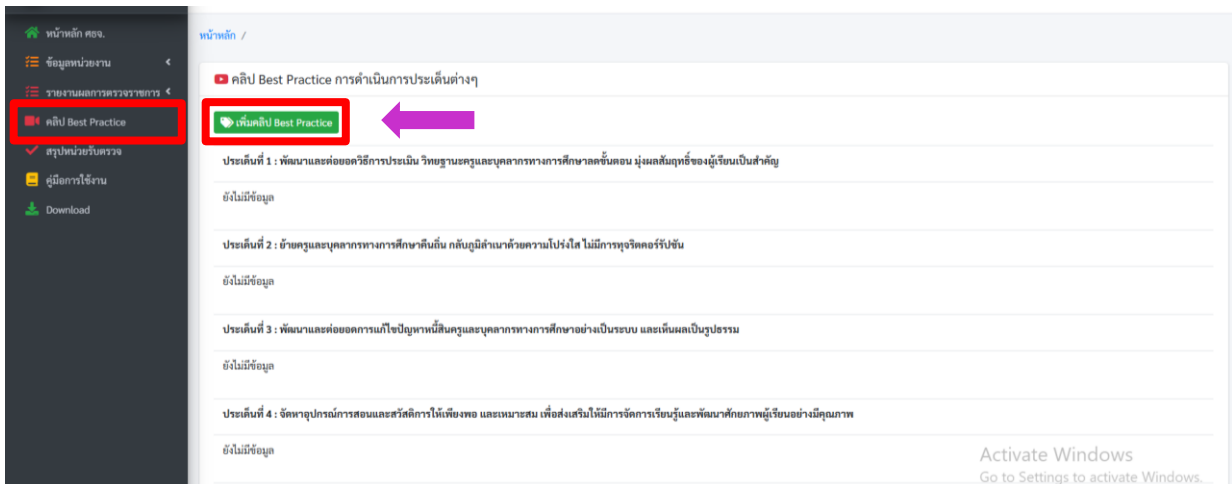 หน้าหลัก ศธจ.
ข้อมูลหน่วยงาน
รายงานผลการตรวจราชการ
คลิป Best Practice
สรุปหน่วยรับตรวจ
คู่มือการใช้งาน
Download
หน้าหลัก /
คลิป Best Practice การดำเนินการประเด็นต่างๆ
เพิ่มคลิป Best Practice
ประเด็นที่ 1 : พัฒนาและต่อยอดวิธีการประเมิน วิทยฐานะครูและบุคลากรทางการศึกษาลดขั้นตอน มุ่งผลสัมฤทธิ์ของผู้เรียนเป็นสำคัญ
ยังไม่มีข้อมูล
ประเด็นที่ 2 : ย้ายครูและบุคลากรทางการศึกษาคืนถิ่น กลับภูมิลำเนาด้วยความโปร่งใส ไม่มีการทุจริตคอร์รัปชัน
ยังไม่มีข้อมูล
ประเด็นที่ 3 : พัฒนาและต่อยอดการแก้ไขปัญหาหนี้สินครูและบุคลากรทางการศึกษาอย่างเป็นระบบ และเห็นผลเป็นรูปธรรม
ยังไม่มีข้อมูล
ประเด็นที่ 4 : จัดหาอุปกรณ์การสอนและสวัสดิการให้เพียงพอ และเหมาะสม เพื่อส่งเสริมให้มีการจัดการเรียนรู้และพัฒนาศักยภาพผู้เรียนอย่างมีคุณภาพ
ยังไม่มีข้อมูล
Activate Windows
Go to Settings to activate Windows.